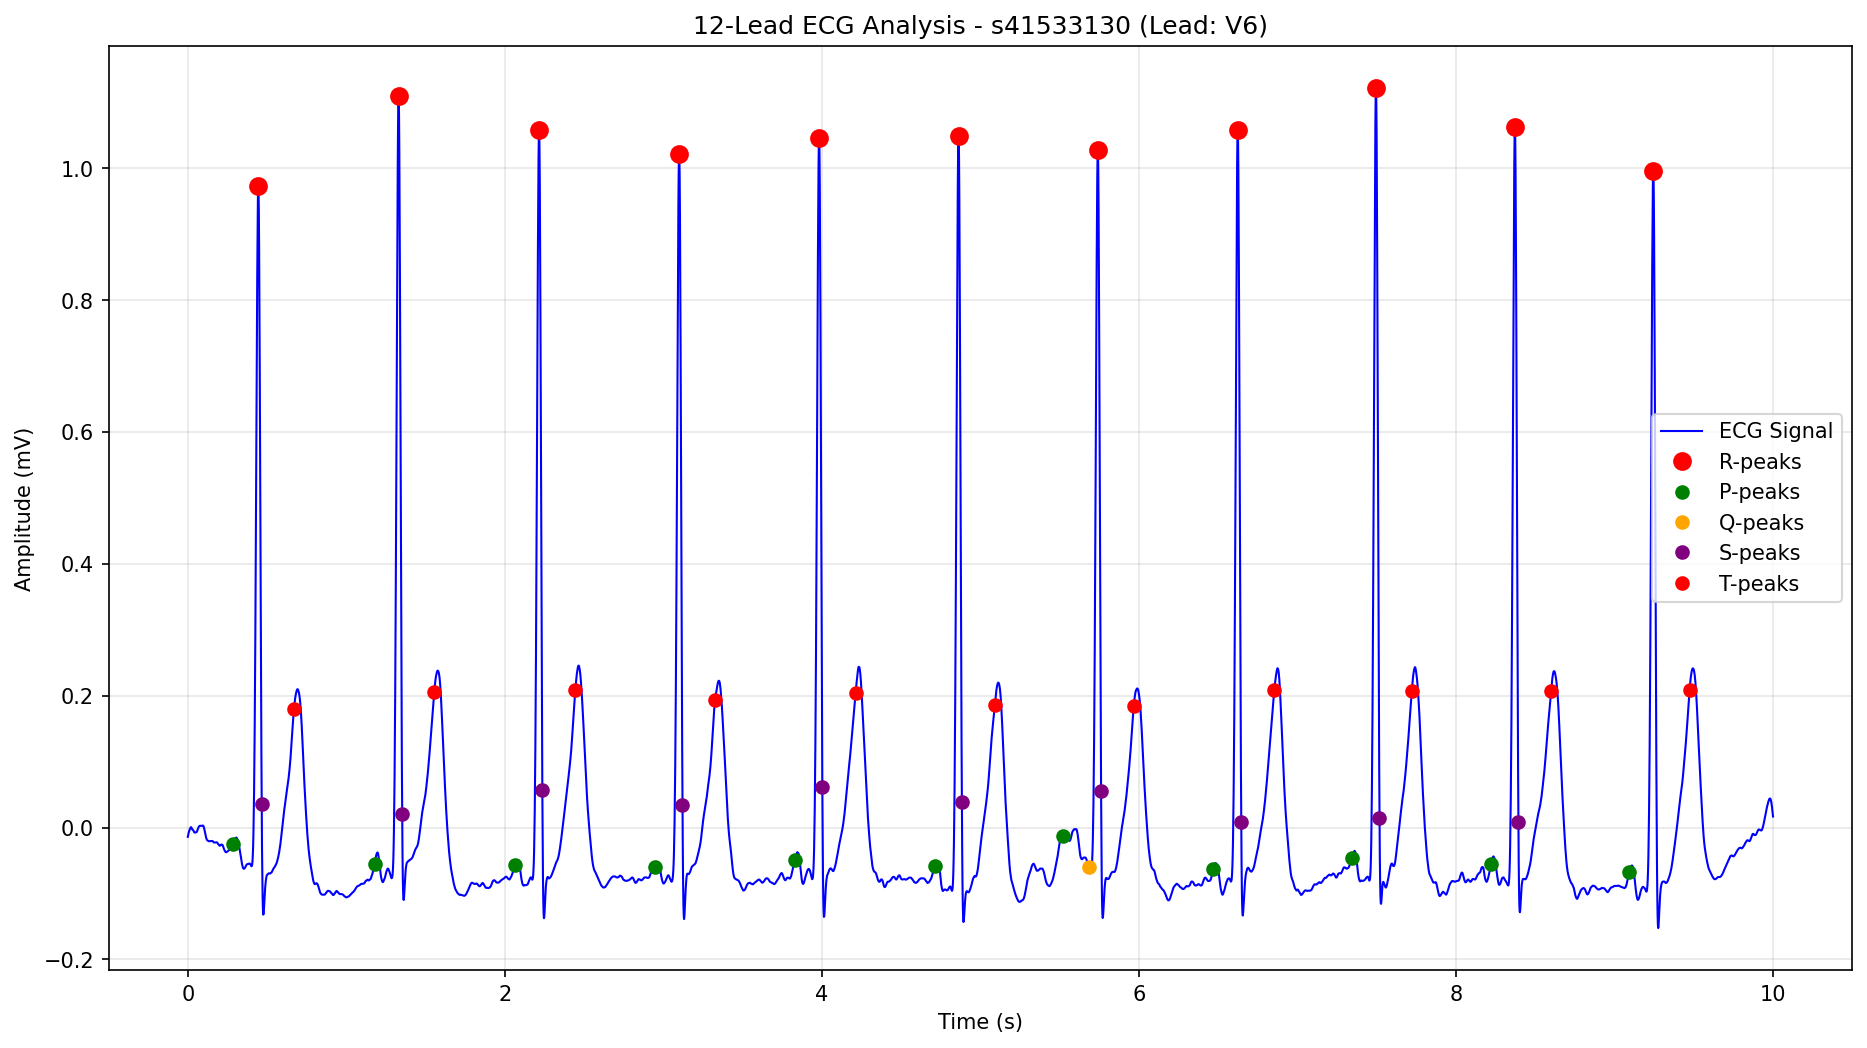 12-Lead ECG Analysis - s41533130 (Lead: V6)
Amplitude (mV)
1.0
0.8
0.6
0.4
0.2
0.0
−0.2
ECG Signal
R-peaks
P-peaks
Q-peaks
S-peaks
T-peaks
0 2 4 6 8 10
Time (s)